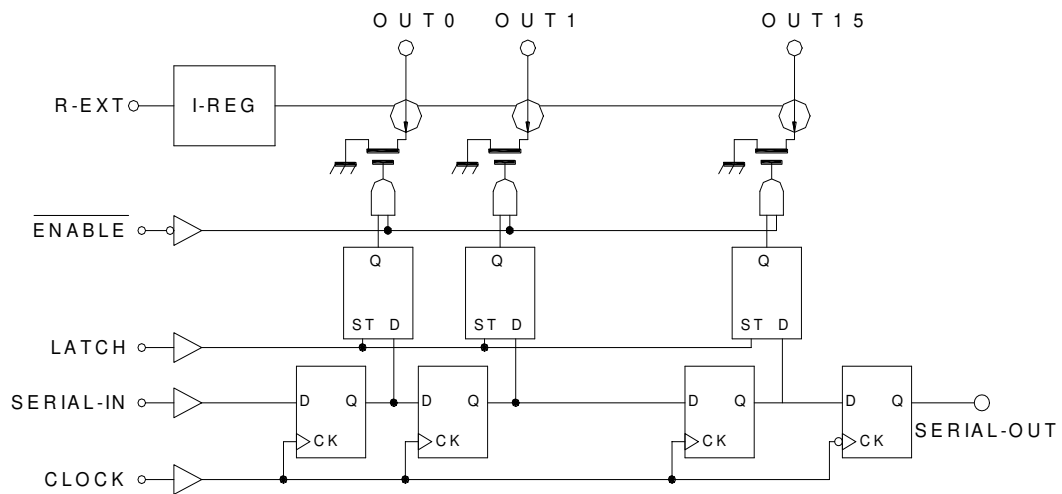 OUT0 OUT1 OUT15
R-EXT I-REG
ENABLE
Q Q Q
ST D ST D ST D
LATCH
SERIAL-IN D Q D Q D Q D Q
SERIAL-OUT
CK CK CK CK
CLOCK